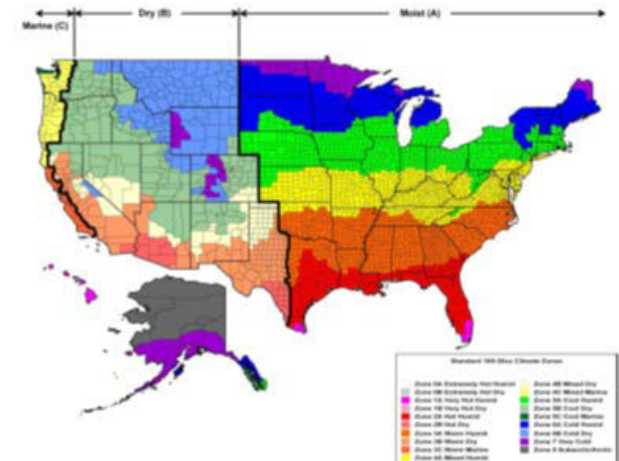 Marine (C)
Dry (B)
Moist (A)
Standard 169 Climate Zones
Zone 0A Extremely Hot Humid
Zone 0B Extremely Hot Dry
Zone 1A Very Hot Humid
Zone 1B Very Hot Dry
Zone 2A Hot Humid
Zone 2B Hot Dry
Zone 3A Warm Humid
Zone 3B Warm Dry
Zone 3C Warm Marine
Zone 4A Mixed Humid
Zone 4B Mixed Dry
Zone 4C Mixed Marine
Zone 5A Cool Humid
Zone 5B Cool Dry
Zone 5C Cool Marine
Zone 6A Cold Humid
Zone 6B Cold Dry
Zone 7 Very Cold
Zone 8 Subarctic/Arctic